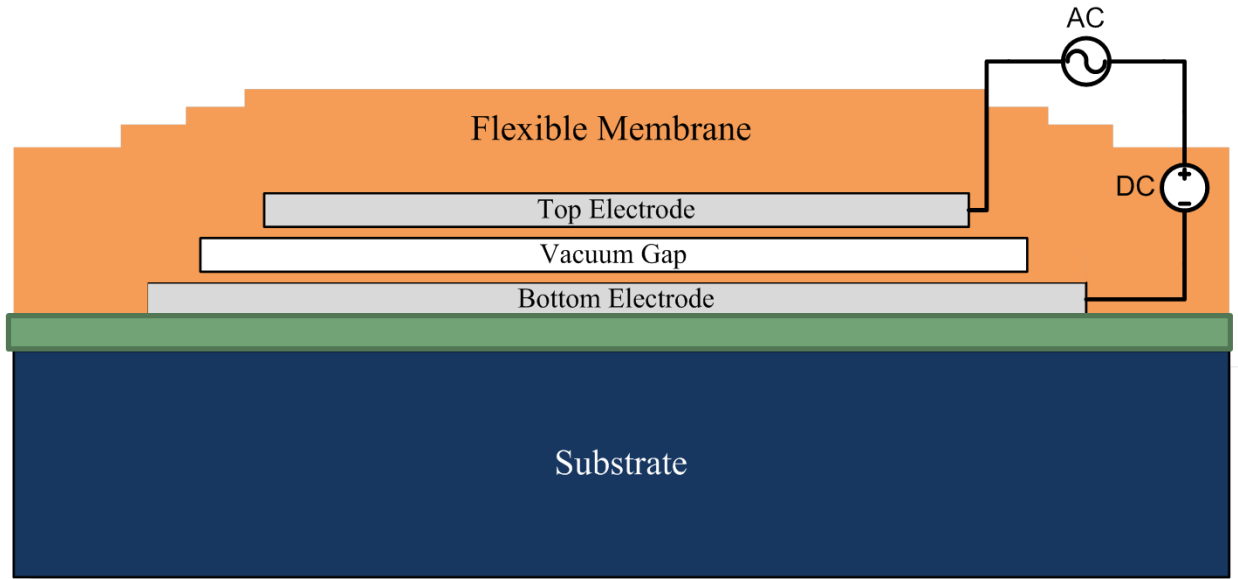 AC
Flexible Membrane
DC
Top Electrode
Vacuum Gap
Bottom Electrode
Substrate